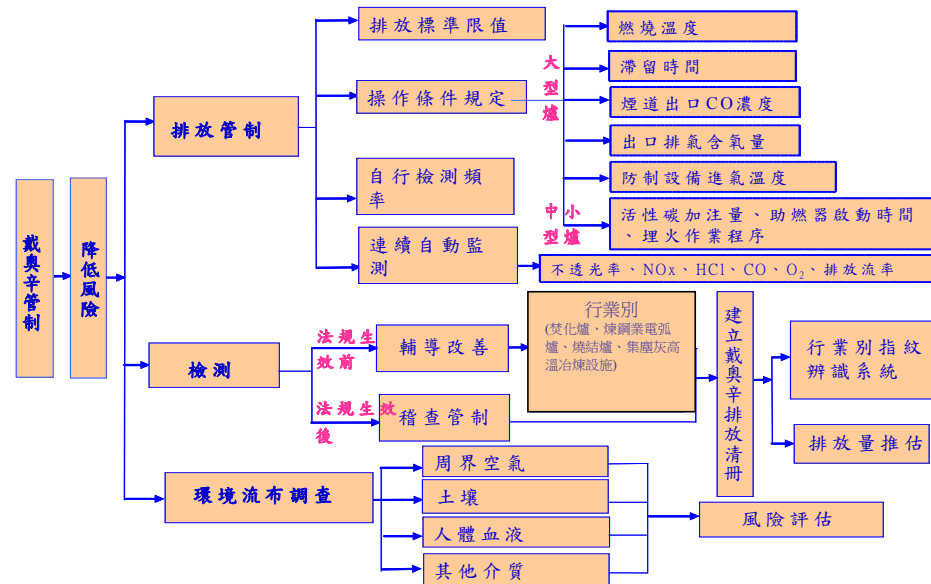 戴奧辛管制
降低風險
排放管制
排放標準限值
操作條件規定
大型爐
燃燒溫度
滯留時間
煙道出口CO濃度
出口排氣含氧量
防制設備進氣溫度
中小型爐
活性碳加注量、助燃器啟動時間
、埋火作業程序
自行檢測頻
率
連續自動監
測
不透光率、NOx、HCl、CO、O₂、排放流率
檢測
法規生
效前
輔導改善
行業別
(焚化爐、煉鋼業電弧
爐、燒結爐、集塵灰高
溫冶煉設施)
法規生效
後
稽查管制
建立戴奧辛排放清冊
行業別指紋
辨識系統
排放量推估
環境流布調查
周界空氣
土壤
人體血液
其他介質
風險評估